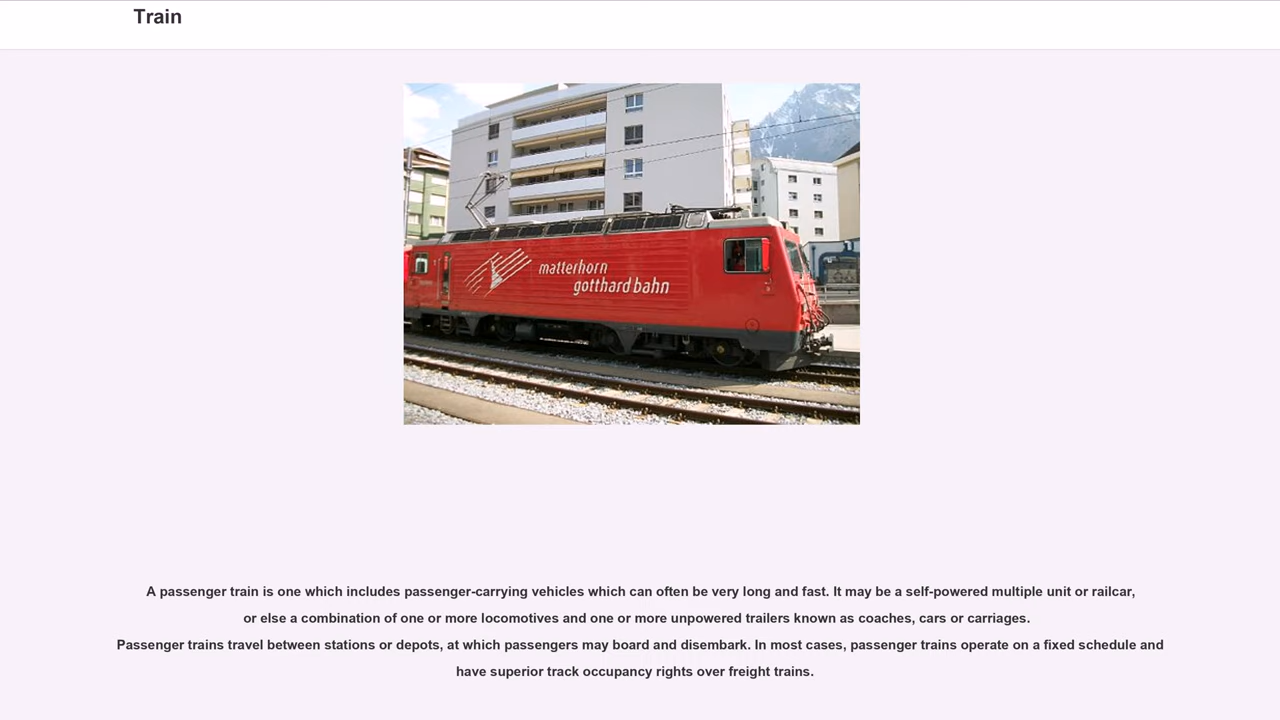 Train
matterhorn
gotthard bahn
A passenger train is one which includes passenger-carrying vehicles which can often be very long and fast. It may be a self-powered multiple unit or railcar,
or else a combination of one or more locomotives and one or more unpowered trailers known as coaches, cars or carriages.
Passenger trains travel between stations or depots, at which passengers may board and disembark. In most cases, passenger trains operate on a fixed schedule and
have superior track occupancy rights over freight trains.